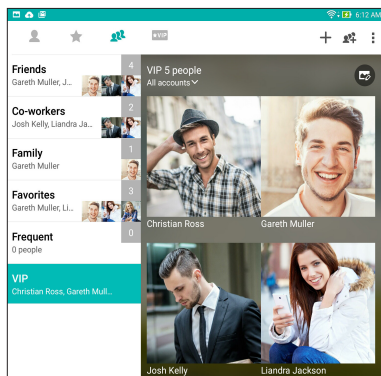 6:12 AM
VIP
Friends
4
Gareth Muller, J...
Co-workers
2
Josh Kelly, Liandra Ja...
Family
1
Gareth Muller
Favorites
3
Gareth Muller, Li...
Frequent
0
0 people
VIP
Christian Ross, Gareth Mull...
VIP 5 people
All accounts
Christian Ross
Gareth Muller
Josh Kelly
Liandra Jackson